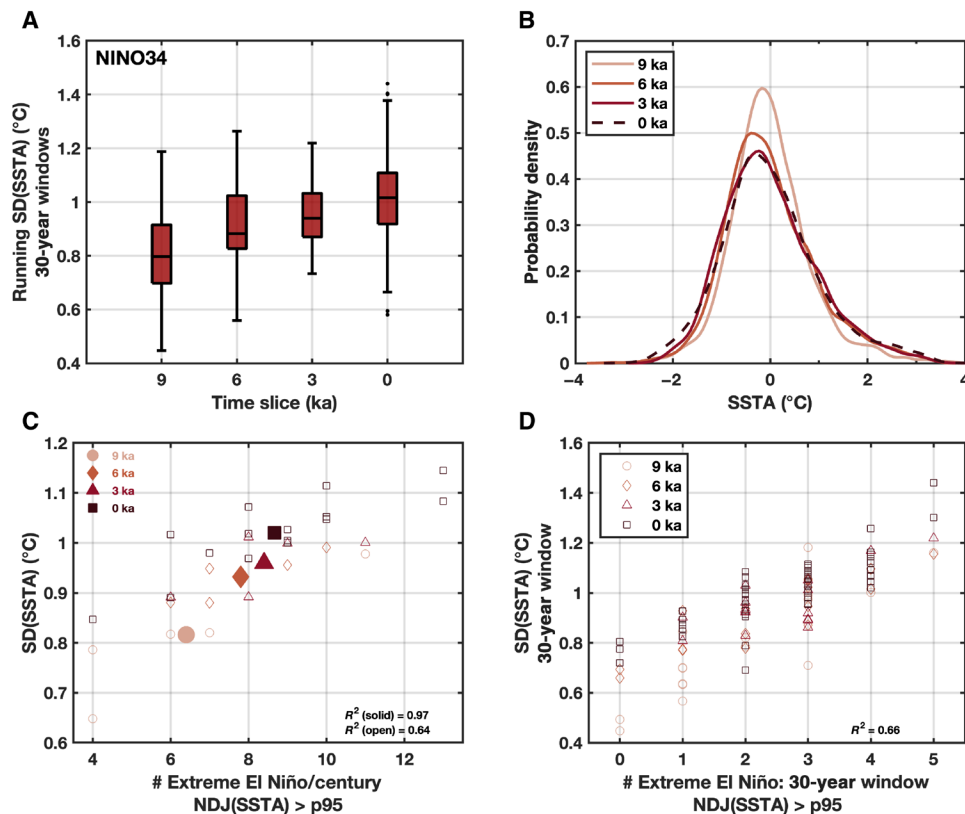 A
NINO34
Running SD(SSTA) (°C)
30-year windows
1.6
1.4
1.2
1
0.8
0.6
0.4
9
6
3
0
Time slice (ka)
B
9 ka
6 ka
3 ka
0 ka
Probability density
0.7
0.6
0.5
0.4
0.3
0.2
0.1
0
−4
−2
0
2
4
SSTA (°C)
C
9 ka
6 ka
3 ka
0 ka
SD(SSTA) (°C)
1.2
1.1
1
0.9
0.8
0.7
0.6
R² (solid) = 0.97
R² (open) = 0.64
4
6
8
10
12
# Extreme El Niño/century
NDJ(SSTA) > p95
D
9 ka
6 ka
3 ka
0 ka
SD(SSTA) (°C)
30-year window
1.6
1.4
1.2
1
0.8
0.6
0.4
R² = 0.66
0
1
2
3
4
5
# Extreme El Niño: 30-year window
NDJ(SSTA) > p95